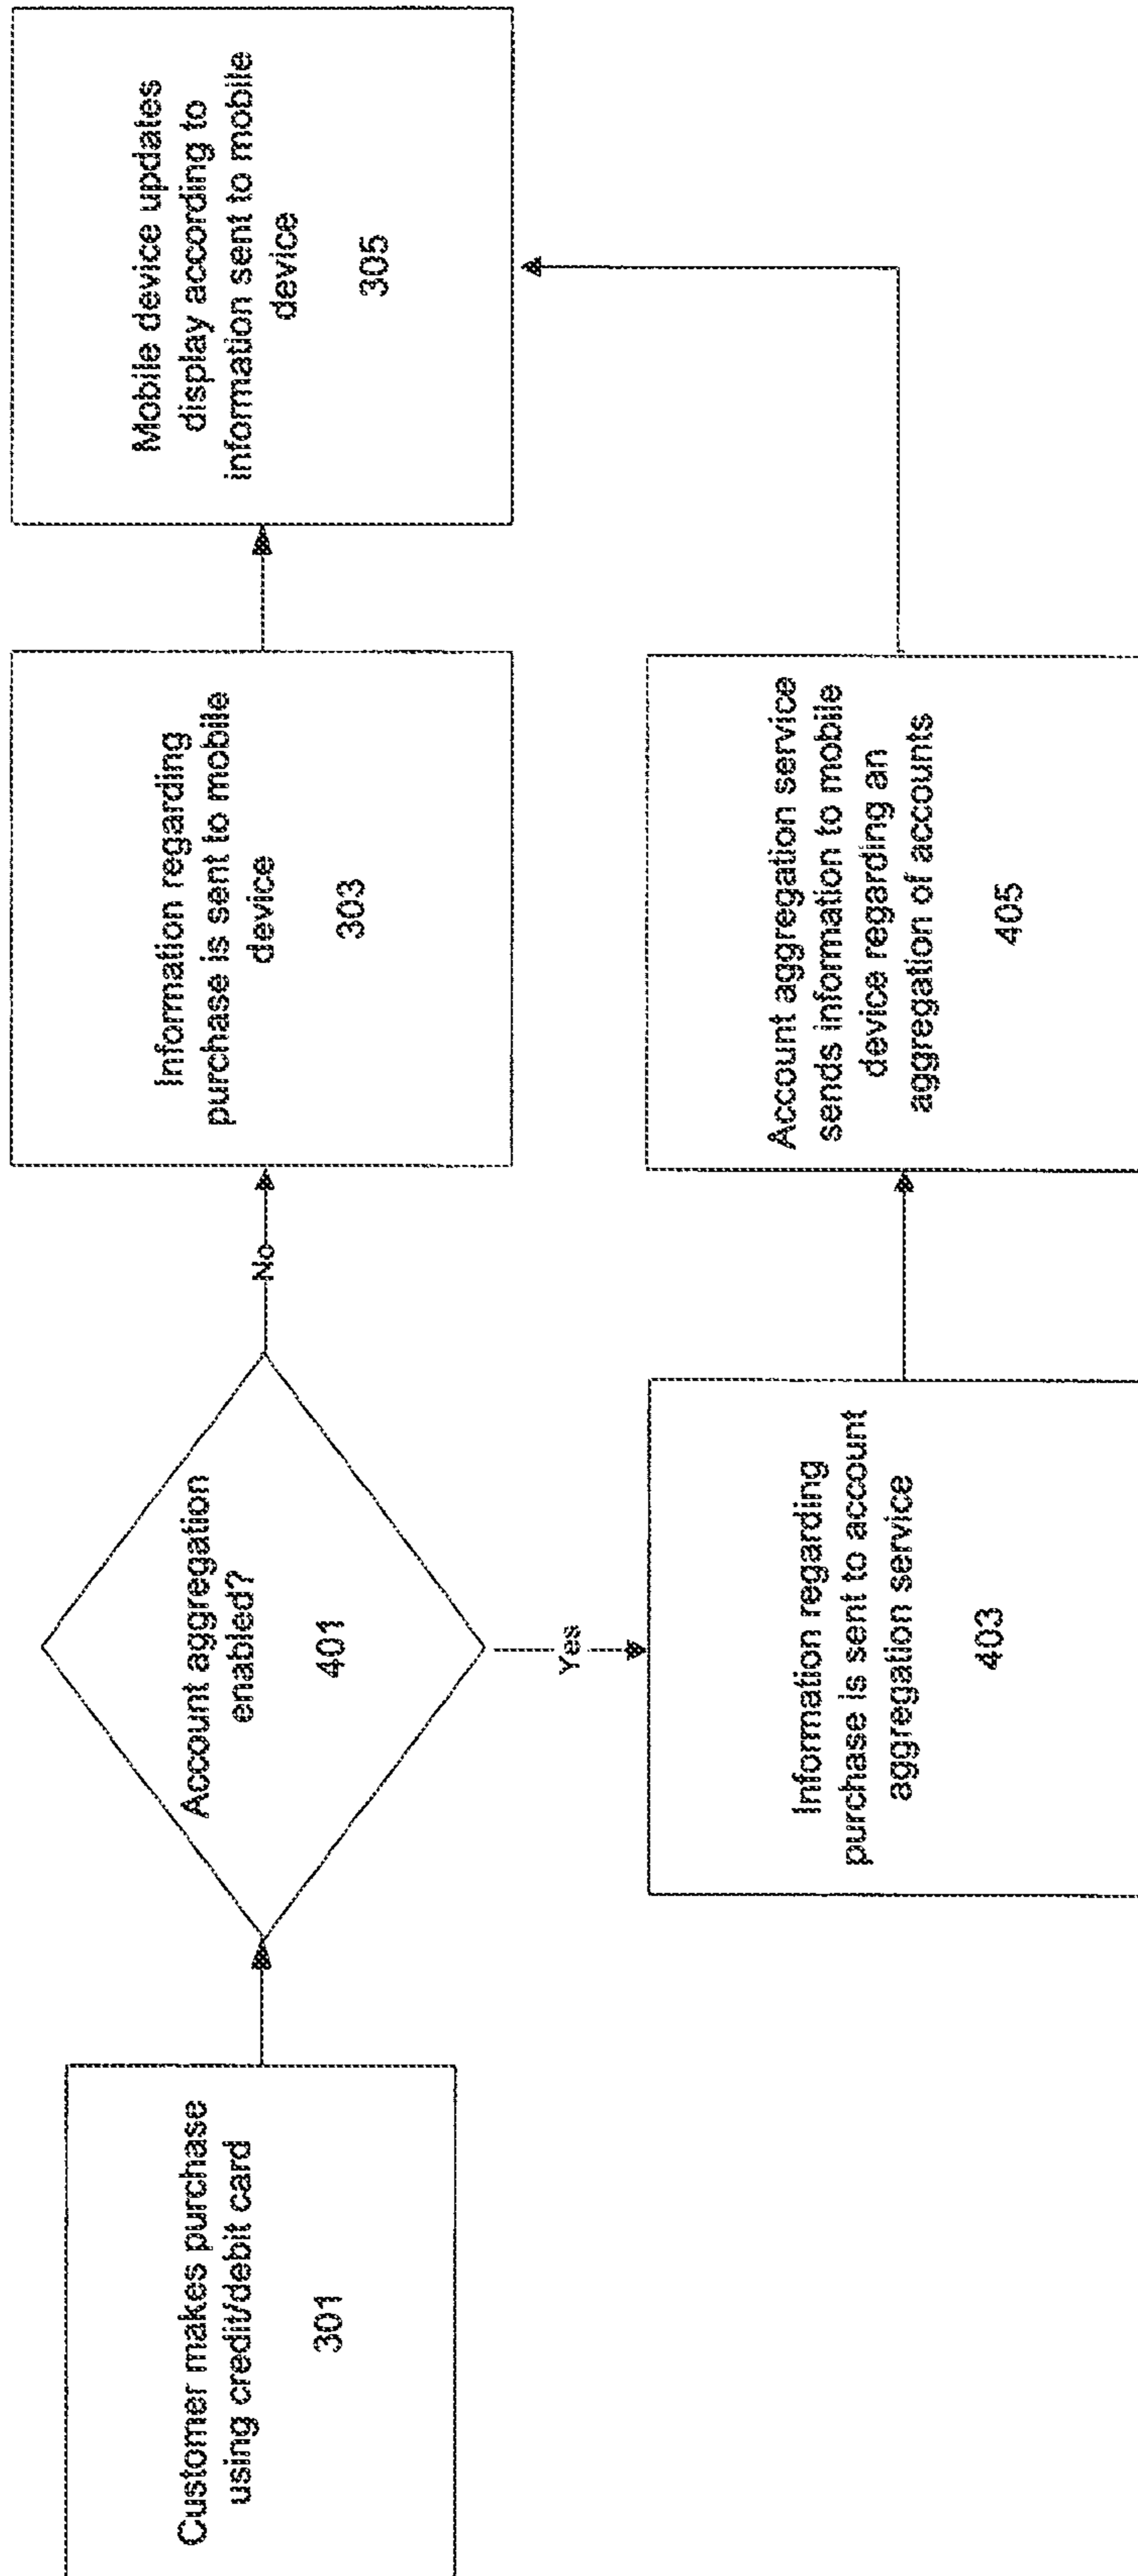 Customer makes purchase
using credit/debit card
301
Account aggregation
enabled?
401
No
Yes
Information regarding
purchase is sent to mobile
device
303
Mobile device updates
display according to
information sent to mobile
device
305
Information regarding
purchase is sent to account
aggregation service
403
Account aggregation service
sends information to mobile
device regarding an
aggregation of accounts
405